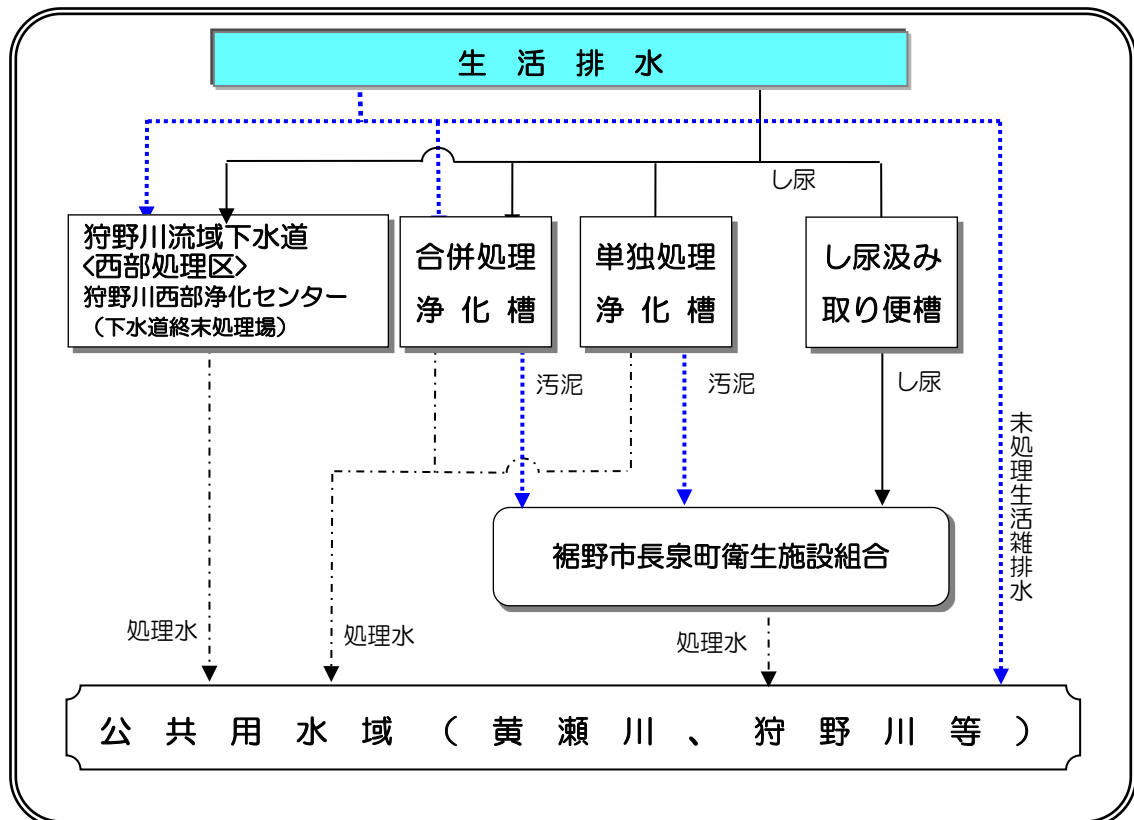 生活排水
し尿
狩野川流域下水道
<西部処理区>
狩野川西部浄化センター
（下水道終末処理場）
合併処理
浄化槽
単独処理
浄化槽
し尿汲み
取り便槽
汚泥
汚泥
し尿
未処理生活雑排水
裾野市長泉町衛生施設組合
処理水
処理水
処理水
公共用水域（黄瀬川、狩野川等）